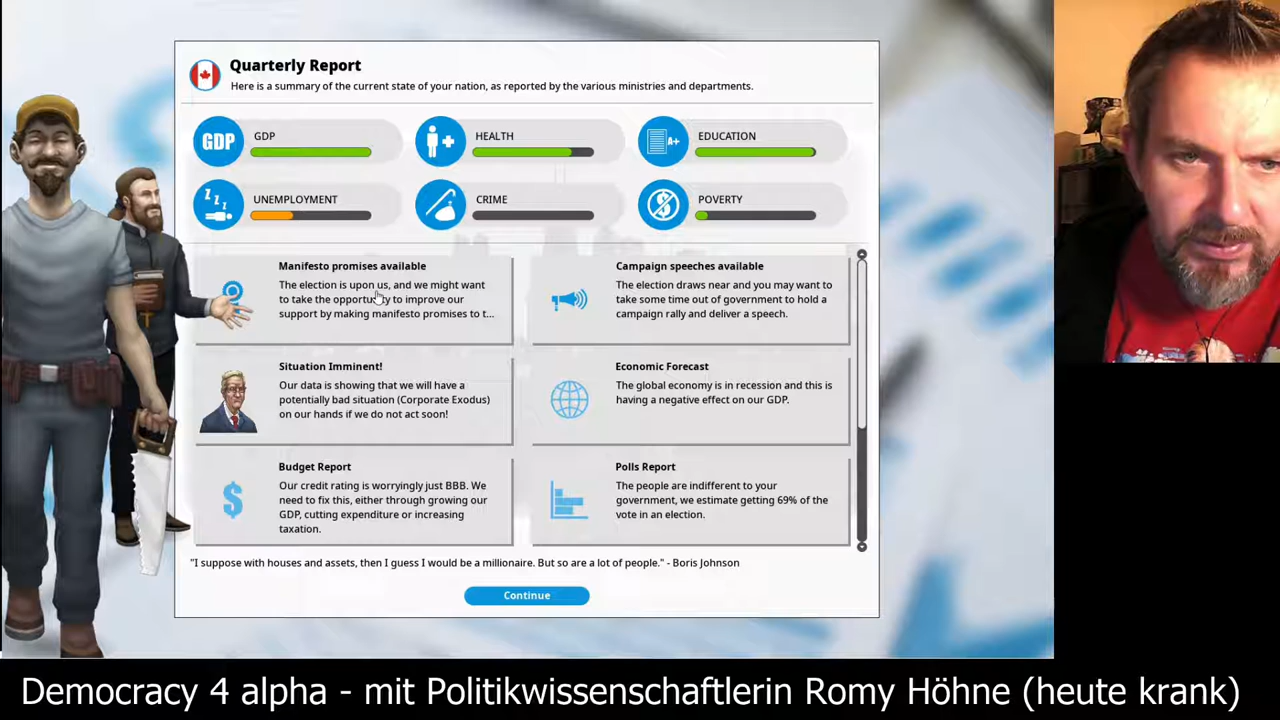 Quarterly Report
Here is a summary of the current state of your nation, as reported by the various ministries and departments.
GDP
GDP
HEALTH
A+
EDUCATION
Z Z Z
UNEMPLOYMENT
CRIME
POVERTY
Manifesto promises available
The election is upon us, and we might want
to take the opportunity to improve our
support by making manifesto promises to t...
Campaign speeches available
The election draws near and you may want to
take some time out of government to hold a
campaign rally and deliver a speech.
Situation Imminent!
Our data is showing that we will have a
potentially bad situation (Corporate Exodus)
on our hands if we do not act soon!
Economic Forecast
The global economy is in recession and this is
having a negative effect on our GDP.
Budget Report
Our credit rating is worryingly just BBB. We
need to fix this, either through growing our
GDP, cutting expenditure or increasing
taxation.
Polls Report
The people are indifferent to your
government, we estimate getting 69% of the
vote in an election.
"I suppose with houses and assets, then I guess I would be a millionaire. But so are a lot of people." - Boris Johnson
Continue
Democracy 4 alpha - mit Politikwissenschaftlerin Romy Höhne (heute krank)